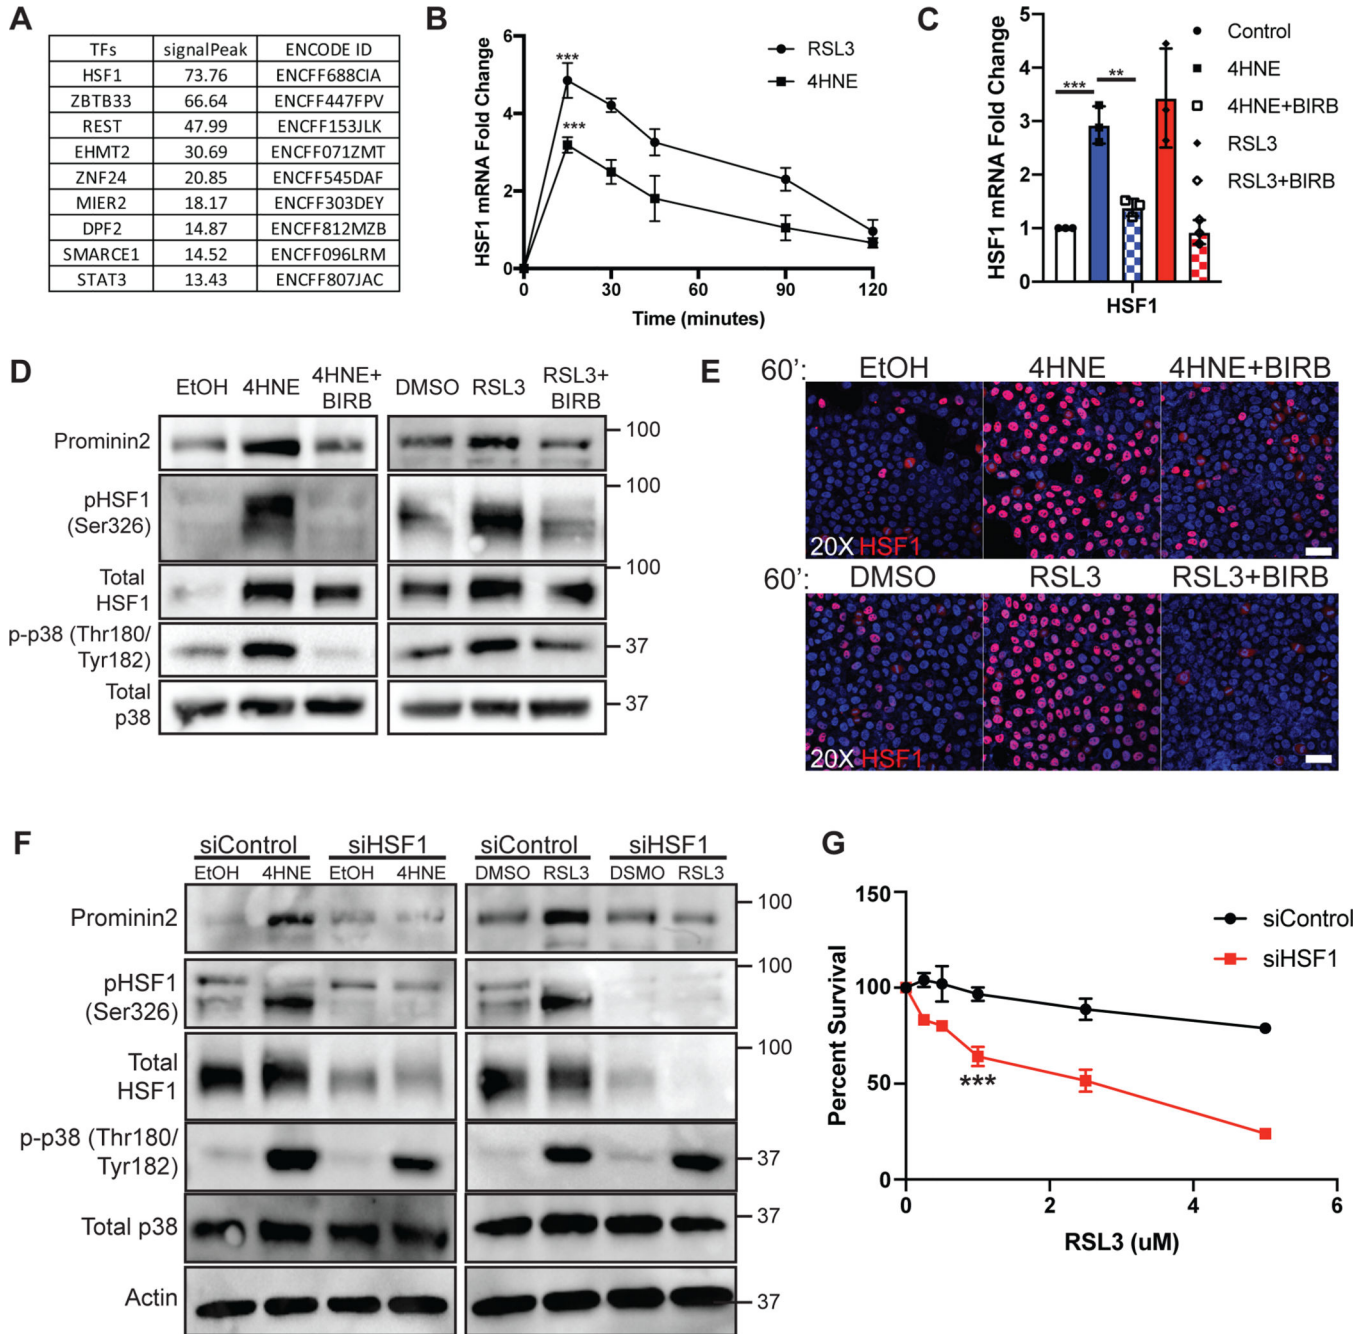 A
TFs signalPeak ENCODE ID
HSF1 73.76 ENCFF688CIA
ZBTB33 66.64 ENCFF447FPV
REST 47.99 ENCFF153JLK
EHMT2 30.69 ENCFF071ZMT
ZNF24 20.85 ENCFF545DAF
MIER2 18.17 ENCFF303DEY
DPF2 14.87 ENCFF812MZB
SMARCE1 14.52 ENCFF096LRM
STAT3 13.43 ENCFF807JAC
B
HSF1 mRNA Fold Change
6
4
2
0
***
***
RSL3
4HNE
0 30 60 90 120
Time (minutes)
C
HSF1 mRNA Fold Change
5
4
3
2
1
0
*** **
Control
4HNE
4HNE+BIRB
RSL3
RSL3+BIRB
HSF1
D
EtOH 4HNE 4HNE+
BIRB
DMSO RSL3 RSL3+
BIRB
Prominin2 100
pHSF1
(Ser326)
100
Total
HSF1
100
p-p38 (Thr180/
Tyr182)
37
Total
p38
37
E
60': EtOH 4HNE 4HNE+BIRB
20X HSF1
60': DMSO RSL3 RSL3+BIRB
20X HSF1
F
siControl siHSF1 siControl siHSF1
EtOH 4HNE EtOH 4HNE DMSO RSL3 DSMO RSL3
Prominin2 100
pHSF1
(Ser326)
100
Total
HSF1
100
p-p38 (Thr180/
Tyr182)
37
Total p38 37
Actin 37
G
Percent Survival
150
100
50
0
siControl
siHSF1
***
0 2 4 6
RSL3 (uM)